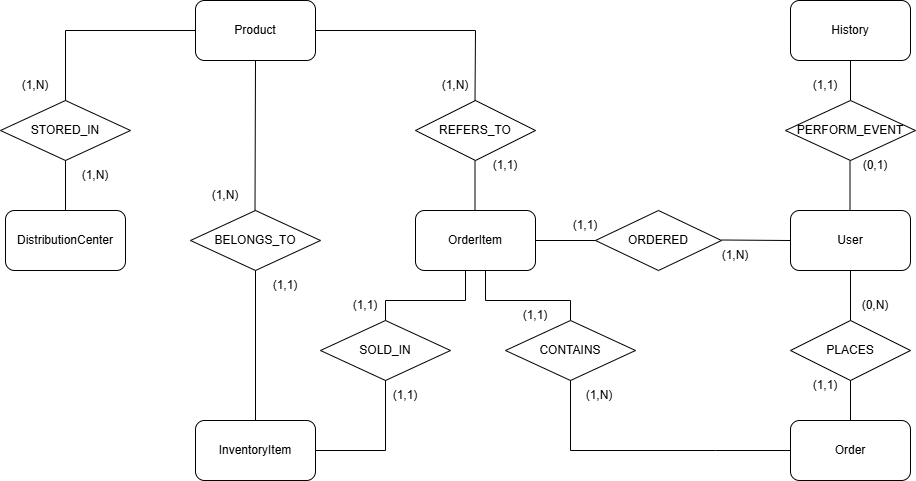 Product
History
(1,N)
(1,N)
(1,1)
STORED_IN
REFERS_TO
PERFORM_EVENT
(1,N)
(1,1)
(0,1)
(1,N)
DistributionCenter
BELONGS_TO
OrderItem
(1,1)
ORDERED
(1,N)
User
(1,1)
(1,1)
(1,1)
(0,N)
SOLD_IN
CONTAINS
PLACES
(1,1)
(1,N)
(1,1)
InventoryItem
Order